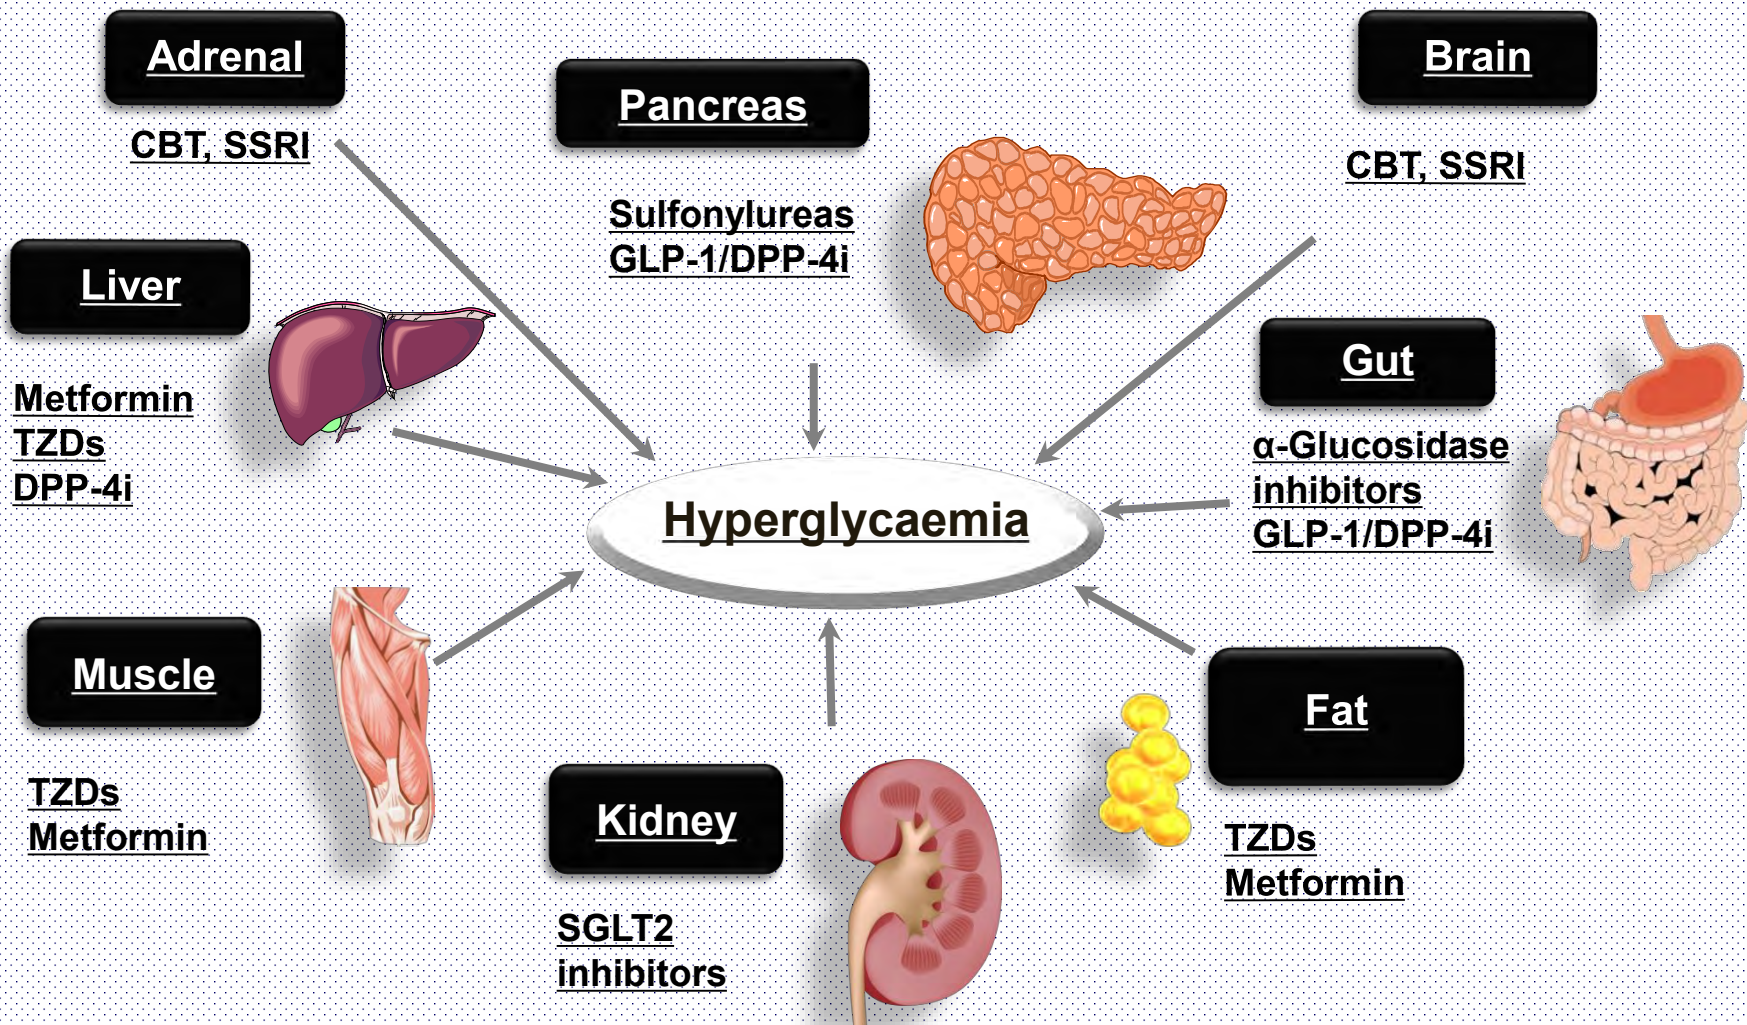 Adrenal
CBT, SSRI
Pancreas
Sulfonylureas
GLP-1/DPP-4i
Brain
CBT, SSRI
Liver
Metformin
TZDs
DPP-4i
Gut
α-Glucosidase
inhibitors
GLP-1/DPP-4i
Hyperglycaemia
Muscle
TZDs
Metformin
Kidney
SGLT2
inhibitors
Fat
TZDs
Metformin